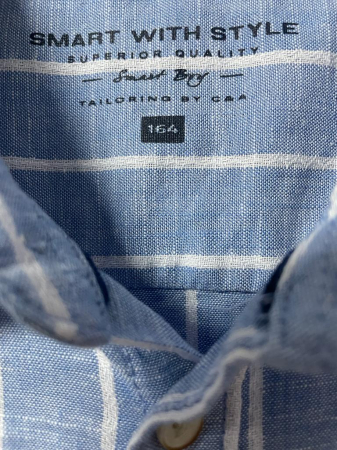 SMART WITH STYLE
SUPERIOR QUALITY
— Smart Boy —
TAILORING BY C&A
164